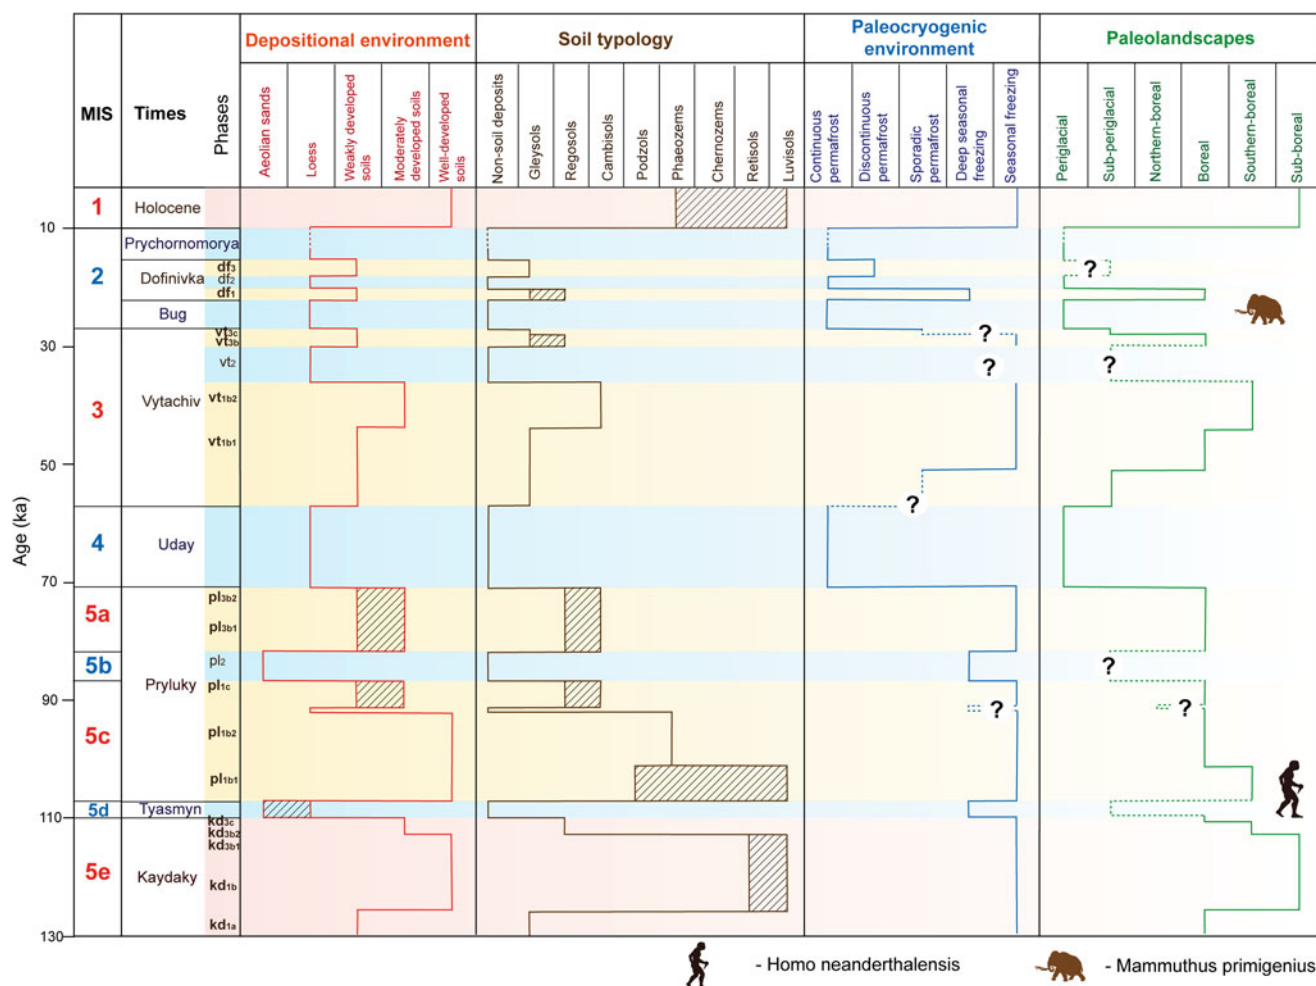 Depositional environment
Soil typology
Paleocryogenic
environment
Paleolandscapes
MIS
Times
Phases
Aeolian sands
Loess
Weakly developed
soils
Moderately
developed soils
Well-developed
soils
Non-soil deposits
Gleysols
Regosols
Cambisols
Podzols
Phaeozems
Chernozems
Retisols
Luvisols
Continuous
permafrost
Discontinuous
permafrost
Sporadic
permafrost
Deep seasonal
freezing
Seasonal freezing
Periglacial
Sub-periglacial
Northern-boreal
Boreal
Southern-boreal
Sub-boreal
1
Holocene
10
Prychornomorya
2
Dofinivka
df3
df2
df1
?
Bug
vt3c
vt3b
?
30
vt2
?
?
3
Vytachiv
vt1b2
vt1b1
50
?
Age (ka)
4
Uday
70
5a
pl3b2
pl3b1
5b
pl2
?
Pryluky
pl1c
90
?
?
5c
pl1b2
pl1b1
5d
Tyasmyn
110
kd3c
kd3b2
kd3b1
5e
Kaydaky
kd1b
kd1a
130
- Homo neanderthalensis
- Mammuthus primigenius